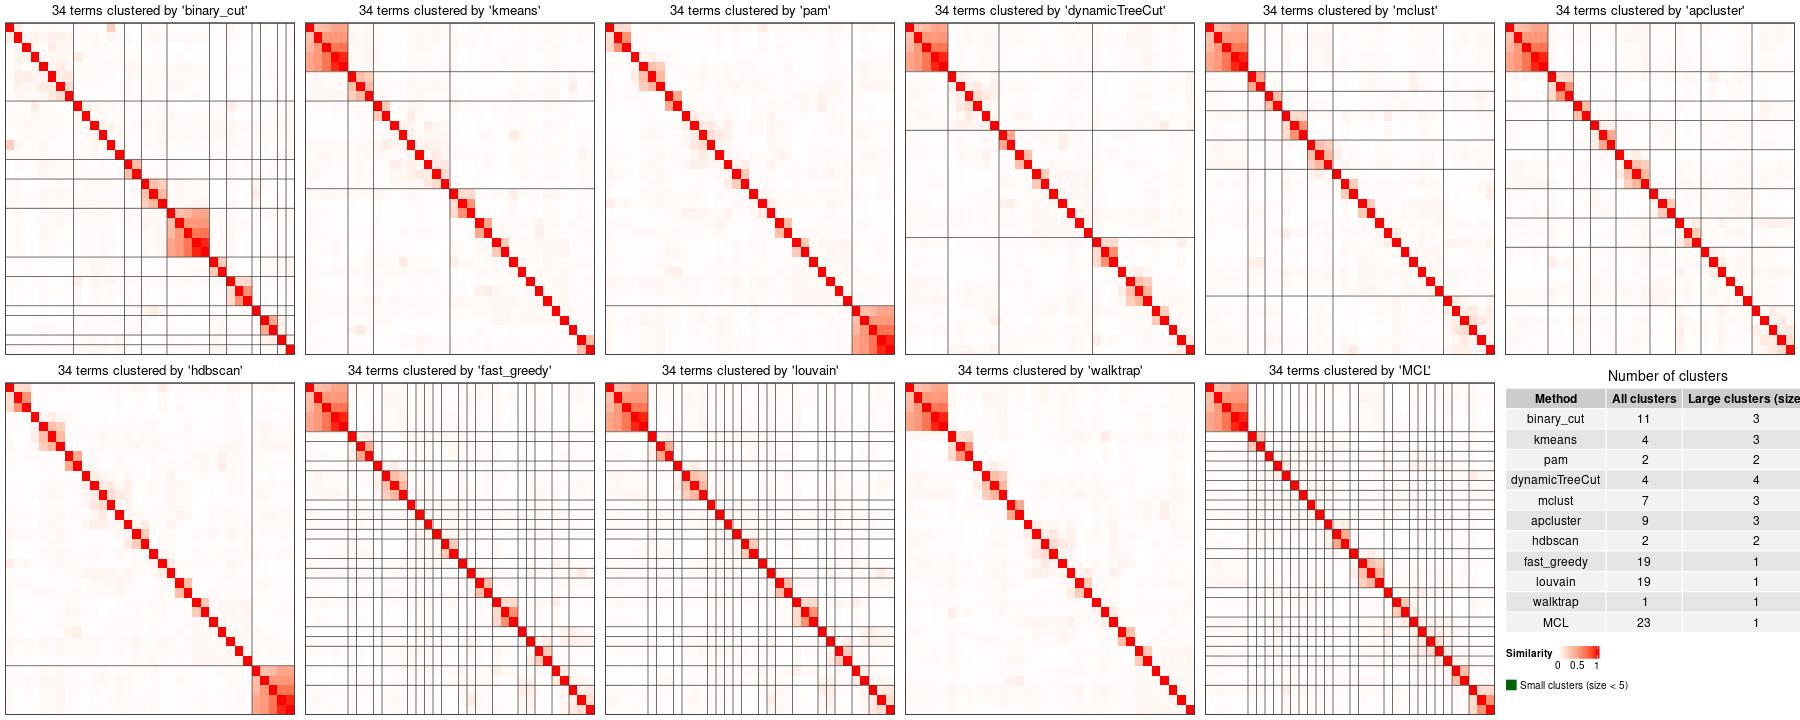 34 terms clustered by 'binary_cut'
34 terms clustered by 'kmeans'
34 terms clustered by 'pam'
34 terms clustered by 'dynamicTreeCut'
34 terms clustered by 'mclust'
34 terms clustered by 'apcluster'
34 terms clustered by 'hdbscan'
34 terms clustered by 'fast_greedy'
34 terms clustered by 'louvain'
34 terms clustered by 'walktrap'
34 terms clustered by 'MCL'
Number of clusters
Method All clusters Large clusters (size
binary_cut 11 3
kmeans 4 3
pam 2 2
dynamicTreeCut 4 4
mclust 7 3
apcluster 9 3
hdbscan 2 2
fast_greedy 19 1
louvain 19 1
walktrap 1 1
MCL 23 1
Similarity
0 0.5 1
Small clusters (size < 5)